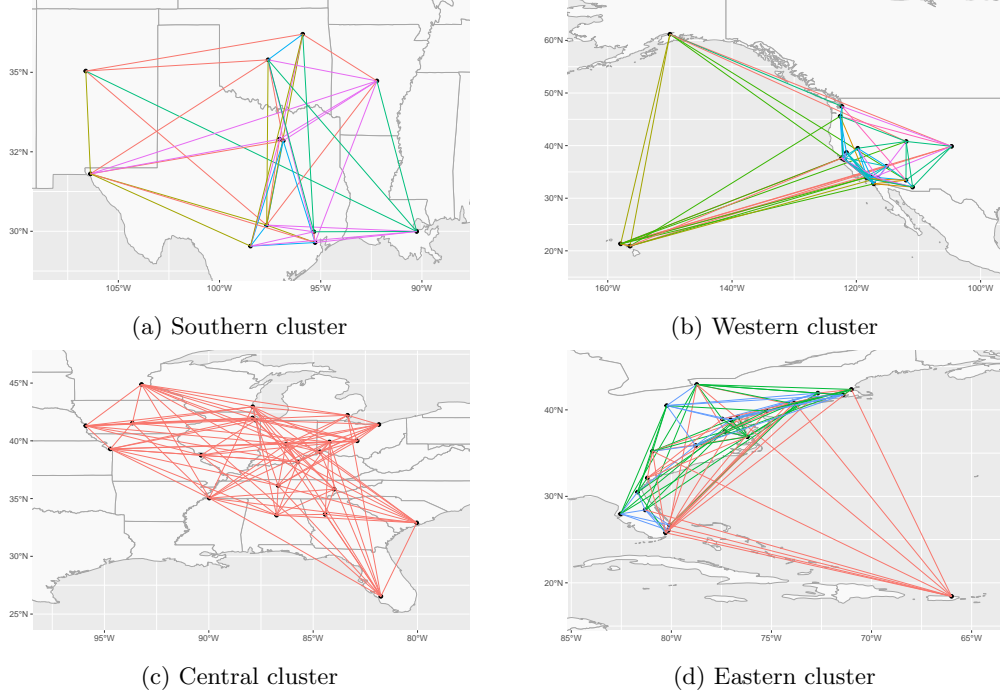 35°N
32°N
30°N
105°W
100°W
95°W
90°W
(a) Southern cluster
60°N
50°N
40°N
30°N
20°N
160°W
140°W
120°W
100°W
(b) Western cluster
45°N
40°N
35°N
30°N
25°N
95°W
90°W
85°W
80°W
(c) Central cluster
40°N
30°N
20°N
85°W
80°W
75°W
70°W
65°W
(d) Eastern cluster